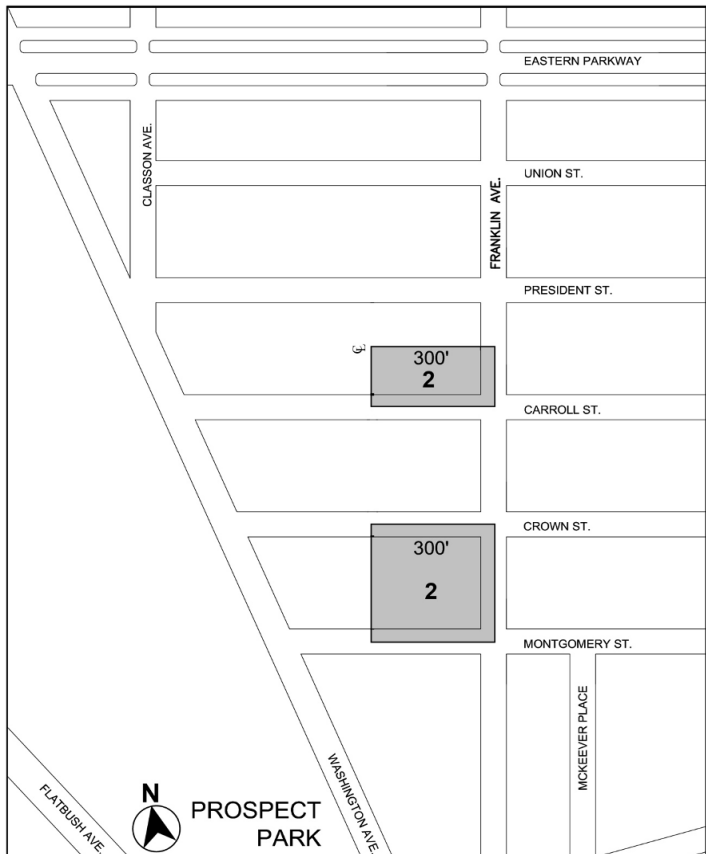 EASTERN PARKWAY
CLASSON AVE.
UNION ST.
FRANKLIN AVE.
PRESIDENT ST.
℄
300'
2
CARROLL ST.
CROWN ST.
300'
2
MONTGOMERY ST.
MCKEEVER PLACE
WASHINGTON AVE.
FLATBUSH AVE.
N
PROSPECT
PARK